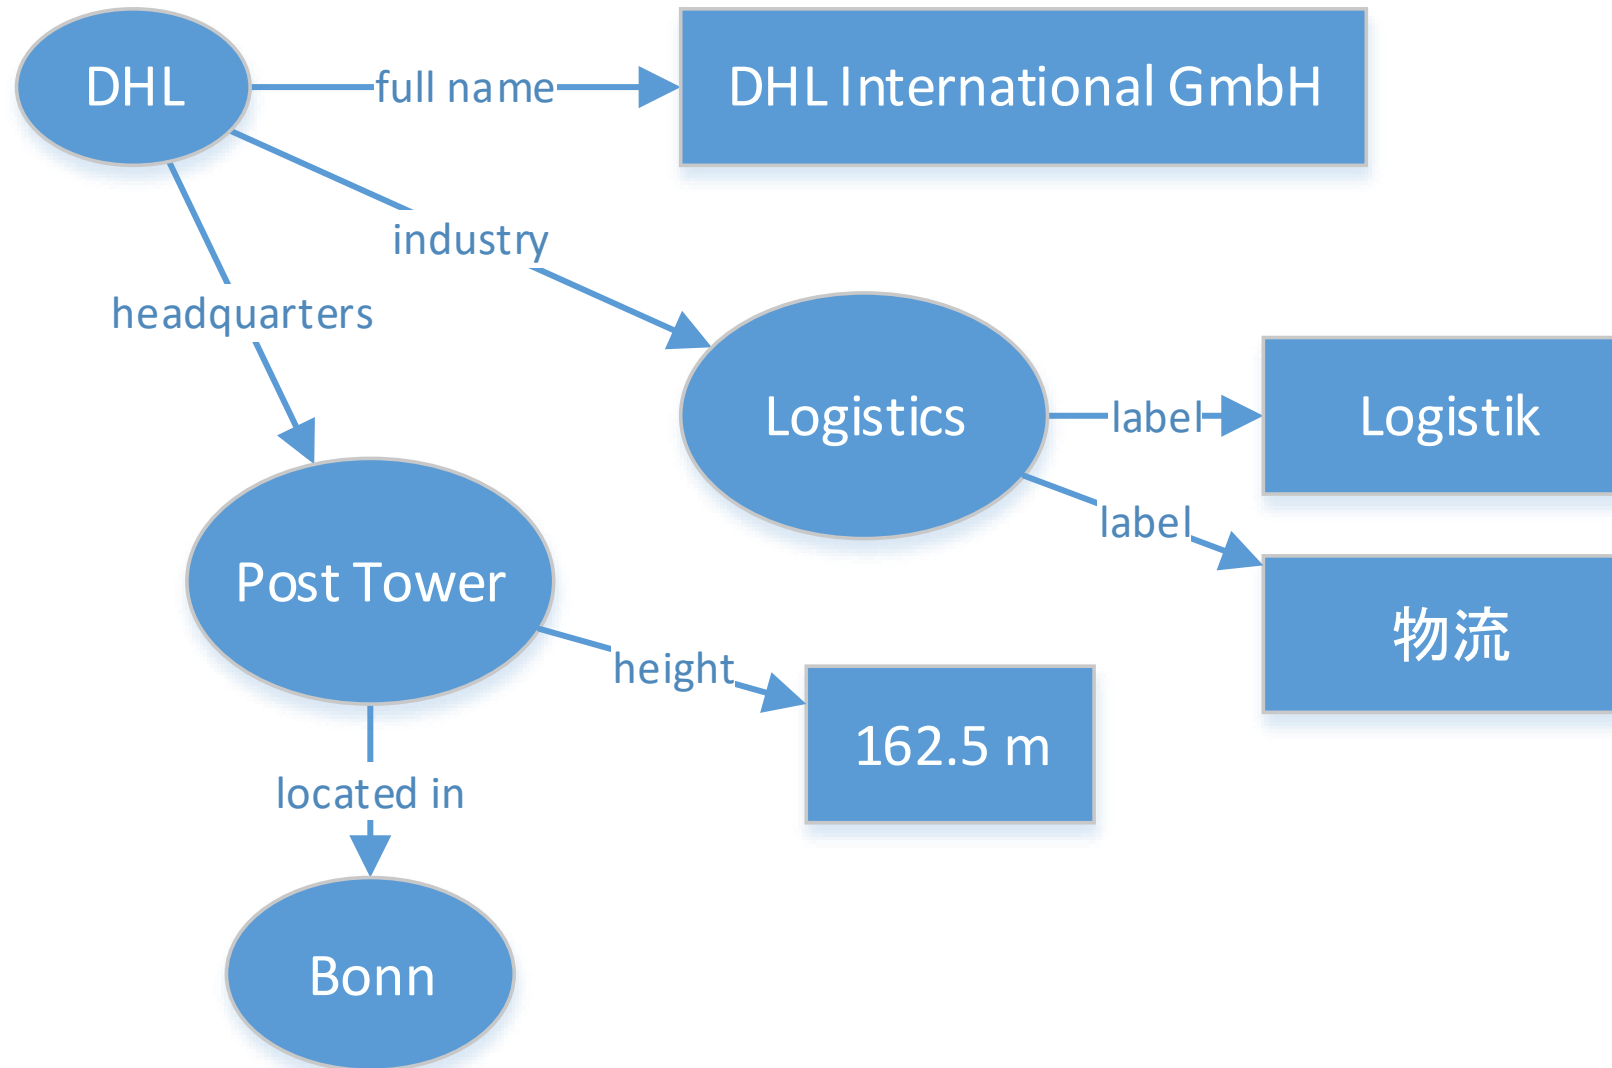 DHL
full name
DHL International GmbH
industry
headquarters
Logistics
label
Logistik
label
物流
Post Tower
height
162.5 m
located in
Bonn